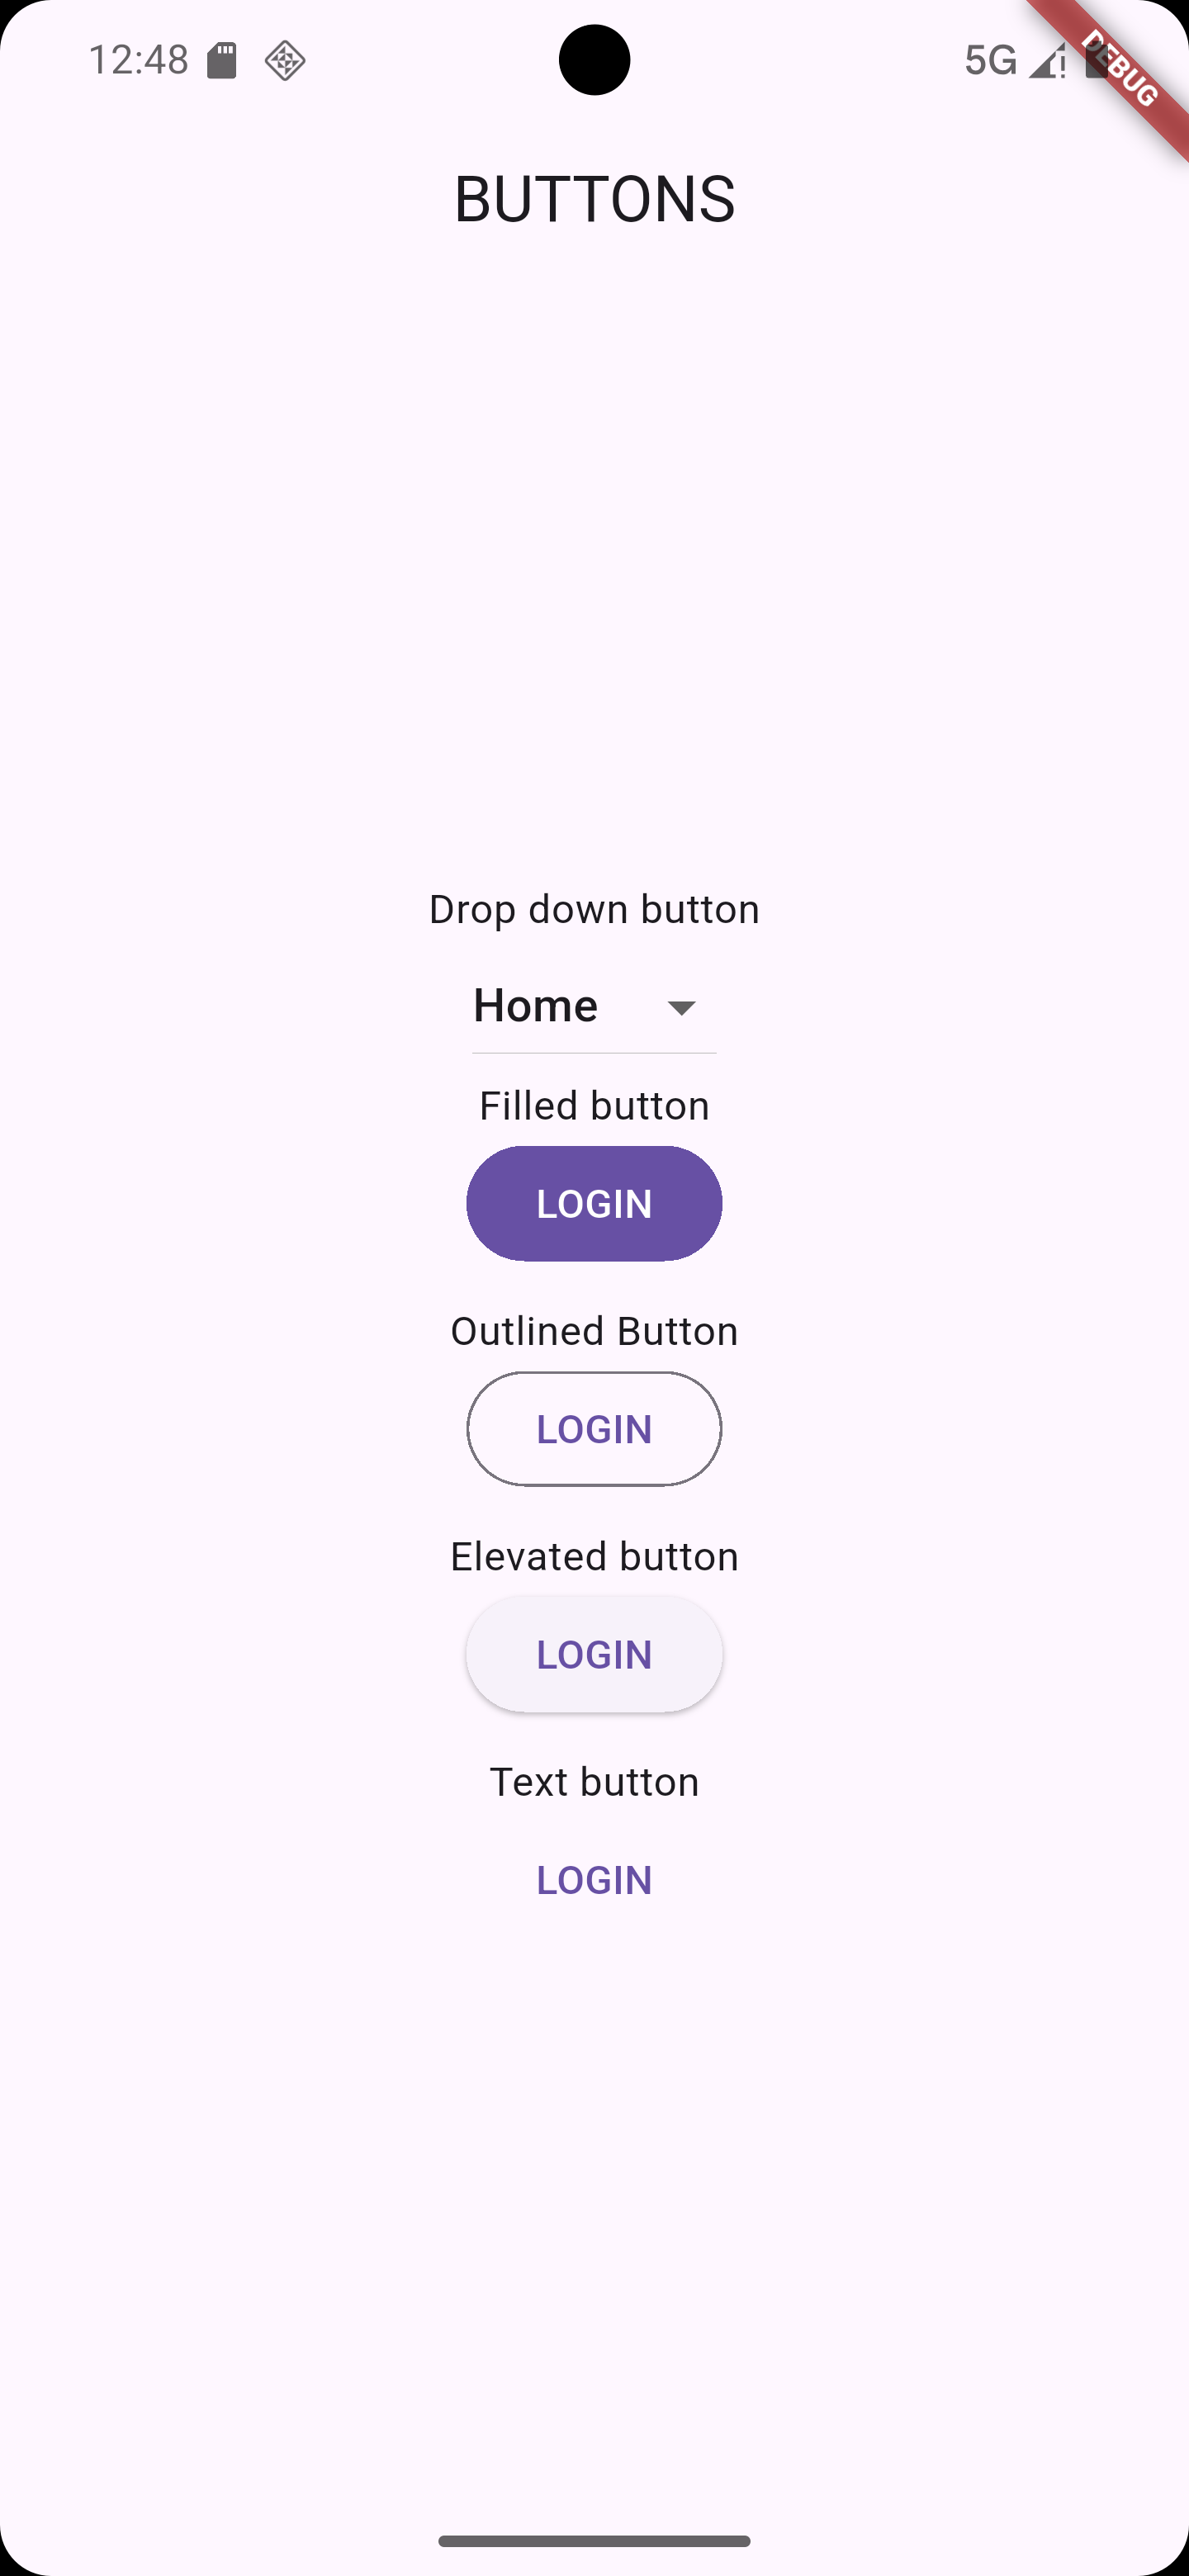 12:48
5G
DEBUG
BUTTONS
Drop down button
Home
Filled button
LOGIN
Outlined Button
LOGIN
Elevated button
LOGIN
Text button
LOGIN